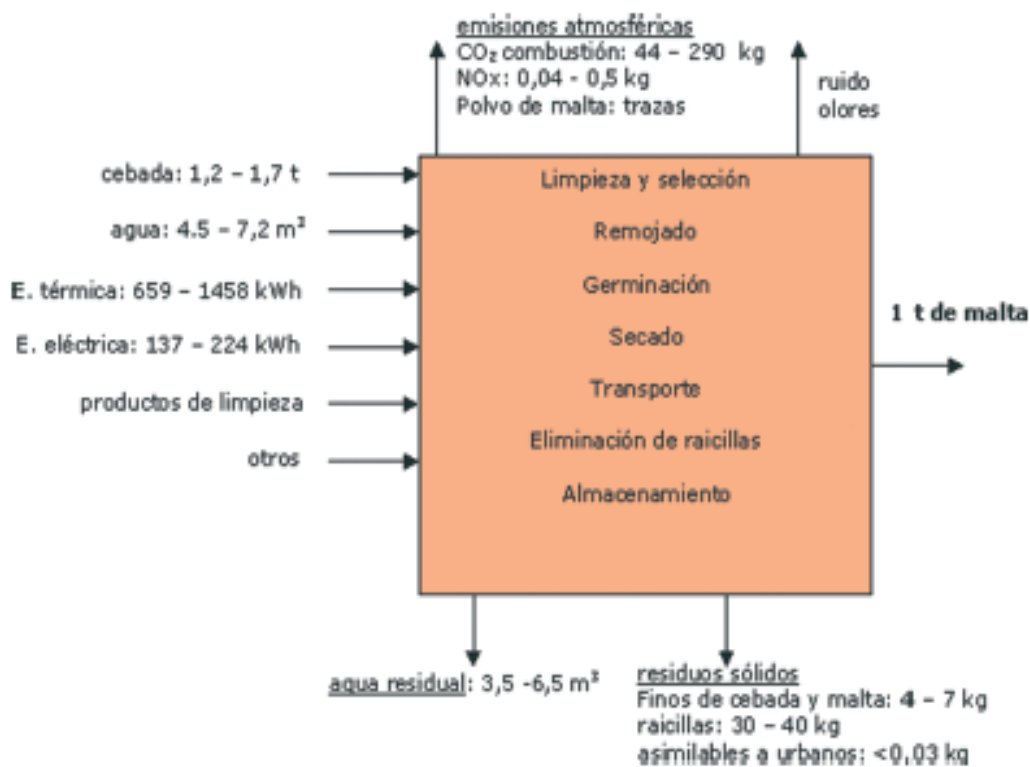 emisiones atmosféricas
CO₂ combustión: 44 – 290 kg
NOx: 0,04 - 0,5 kg
Polvo de malta: trazas
ruido
olores
cebada: 1,2 – 1,7 t
agua: 4.5 – 7,2 m³
E. térmica: 659 – 1458 kWh
E. eléctrica: 137 – 224 kWh
productos de limpieza
otros
Limpieza y selección
Remojado
Germinación
Secado
Transporte
Eliminación de raicillas
Almacenamiento
1 t de malta
agua residual: 3,5 -6,5 m³
residuos sólidos
Finos de cebada y malta: 4 – 7 kg
raicillas: 30 – 40 kg
asimilables a urbanos: <0,03 kg